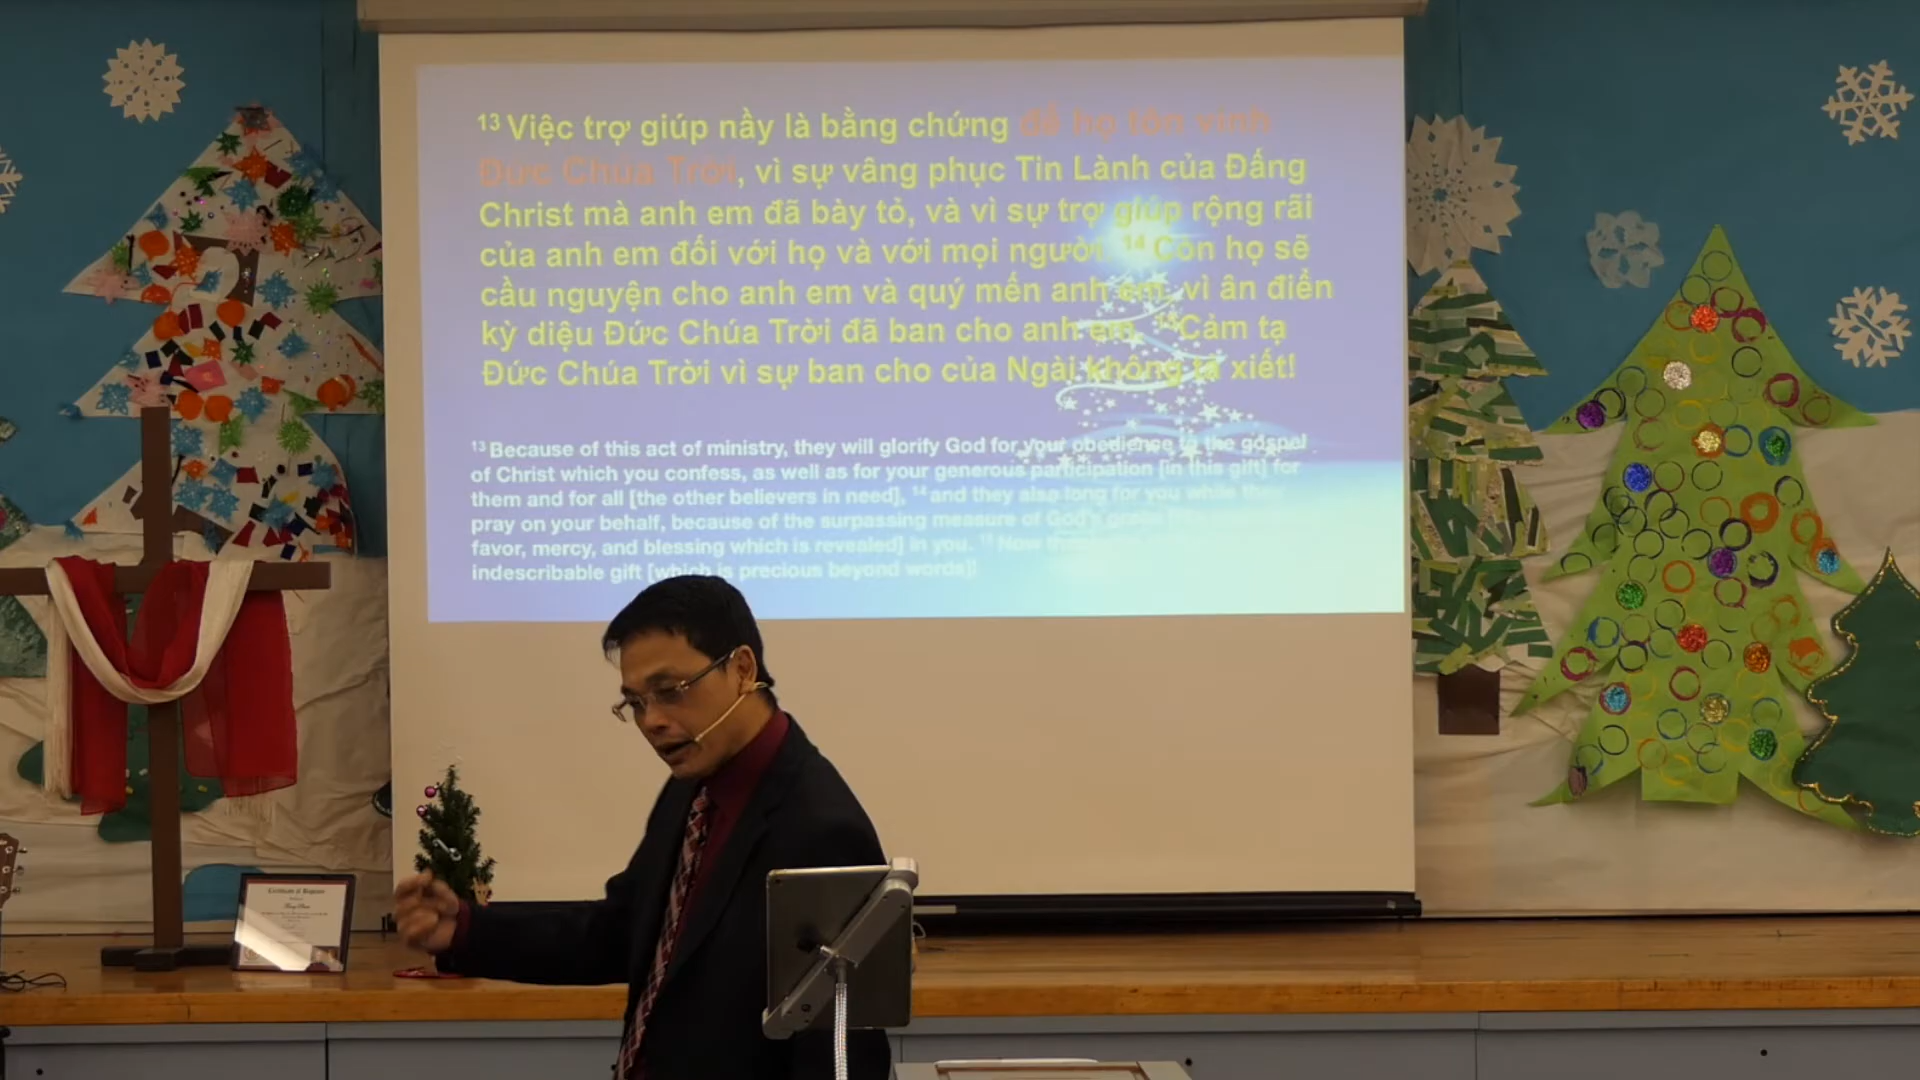 13 Việc trợ giúp nầy là bằng chứng để họ tôn vinh
Đức Chúa Trời, vì sự vâng phục Tin Lành của Đấng
Christ mà anh em đã bày tỏ, và vì sự trợ giúp rộng rãi
của anh em đối với họ và với mọi người. 14 Còn họ sẽ
cầu nguyện cho anh em và quý mến anh em, vì ân điển
kỳ diệu Đức Chúa Trời đã ban cho anh em. 15 Cảm tạ
Đức Chúa Trời vì sự ban cho của Ngài không tả xiết!
13 Because of this act of ministry, they will glorify God for your obedience to the gospel
of Christ which you confess, as well as for your generous participation [in this gift] for
them and for all [the other believers in need], 14 and they also long for you while they
pray on your behalf, because of the surpassing measure of God's grace
favor, mercy, and blessing which is revealed] in you. 15 Now
indescribable gift [which is precious beyond words]!
Certificate of Baptism